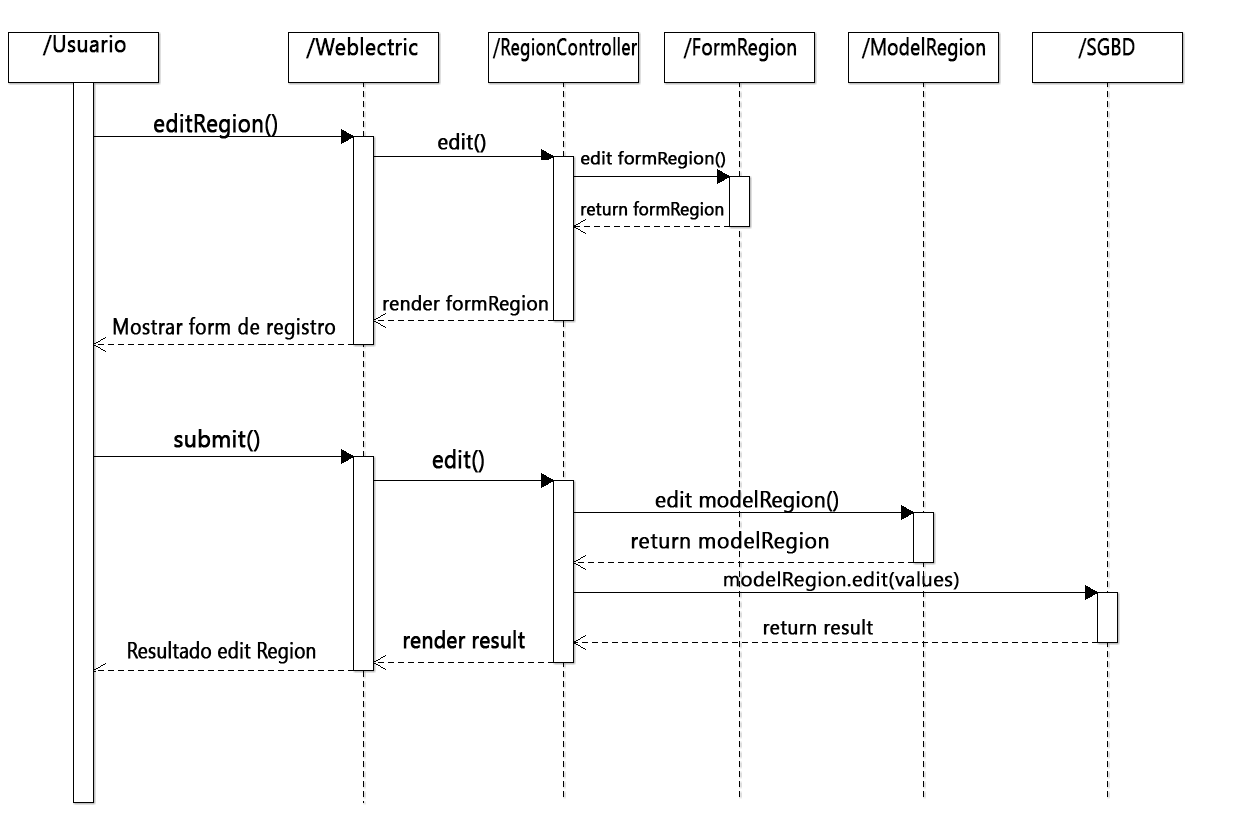 /Usuario
/Weblectric
/RegionController
/FormRegion
/ModelRegion
/SGBD
editRegion()
edit()
edit formRegion()
return formRegion
render formRegion
Mostrar form de registro
submit()
edit()
edit modelRegion()
return modelRegion
modelRegion.edit(values)
return result
render result
Resultado edit Region